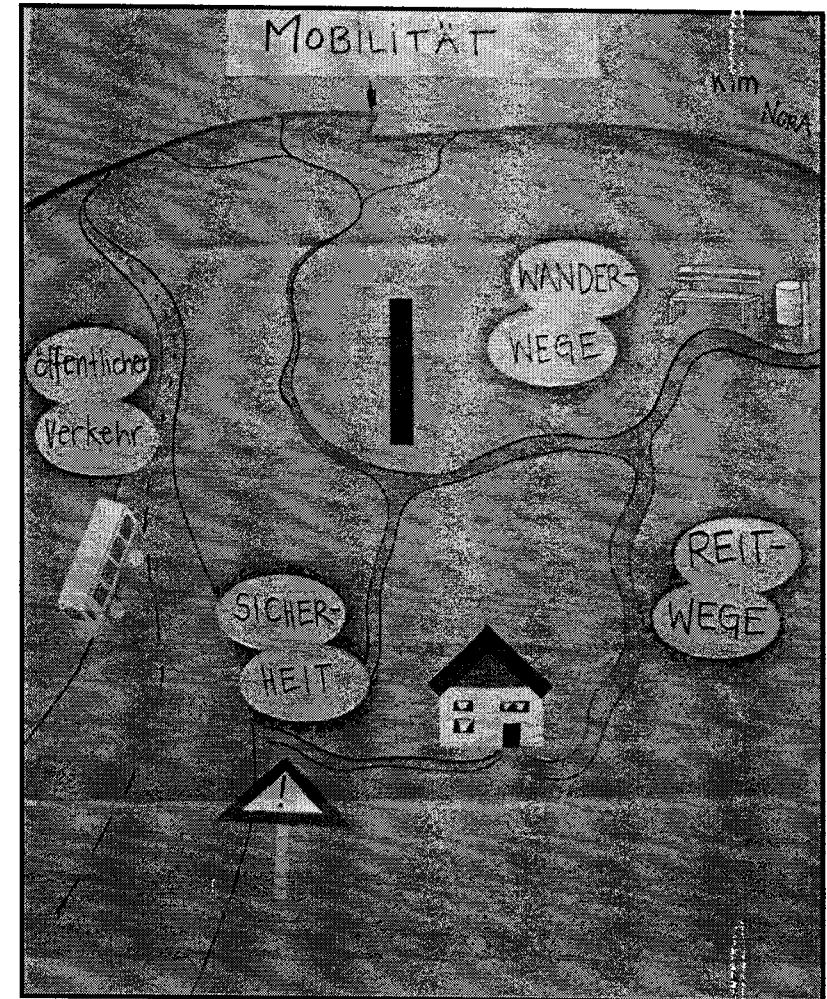 MOBILITÄT
Kim
NORA
WANDER-
WEGE
öffentlicher
Verkehr
REIT-
WEGE
SICHER-
HEIT
!